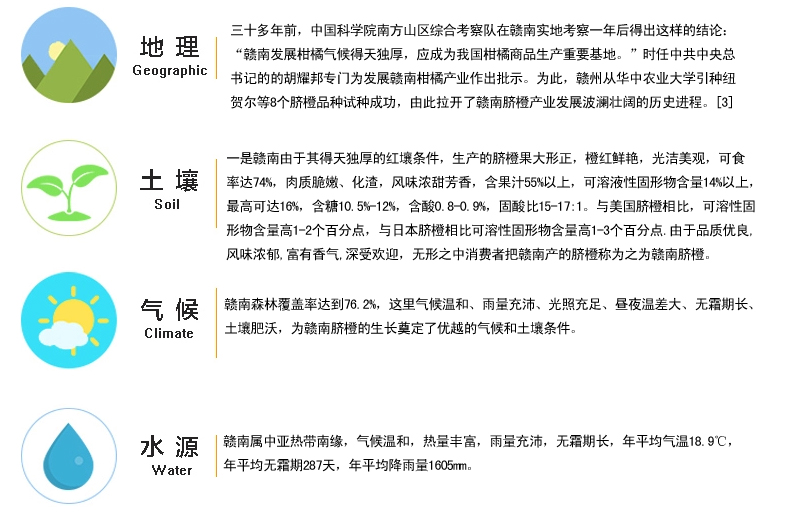 地 理
Geographic
三十多年前，中国科学院南方山区综合考察队在赣南实地考察一年后得出这样的结论：
“赣南发展柑橘气候得天独厚，应成为我国柑橘商品生产重要基地。”时任中共中央总
书记的的胡耀邦专门为发展赣南柑橘产业作出批示。为此，赣州从华中农业大学引种纽
贺尔等8个脐橙品种试种成功，由此拉开了赣南脐橙产业发展波澜壮阔的历史进程。[3]
土 壤
Soil
一是赣南由于其得天独厚的红壤条件，生产的脐橙果大形正，橙红鲜艳，光洁美观，可食
率达74%，肉质脆嫩、化渣，风味浓甜芳香，含果汁55%以上，可溶液性固形物含量14%以上，
最高可达16%，含糖10.5%-12%，含酸0.8-0.9%，固酸比15-17:1。与美国脐橙相比，可溶性固
形物含量高1-2个百分点，与日本脐橙相比可溶性固形物含量高1-3个百分点.由于品质优良,
风味浓郁,富有香气,深受欢迎，无形之中消费者把赣南产的脐橙称为之为赣南脐橙。
气 候
Climate
赣南森林覆盖率达到76.2%，这里气候温和、雨量充沛、光照充足、昼夜温差大、无霜期长、
土壤肥沃，为赣南脐橙的生长奠定了优越的气候和土壤条件。
水 源
Water
赣南属中亚热带南缘，气候温和，热量丰富，雨量充沛，无霜期长，年平均气温18.9℃，
年平均无霜期287天，年平均降雨量1605mm。